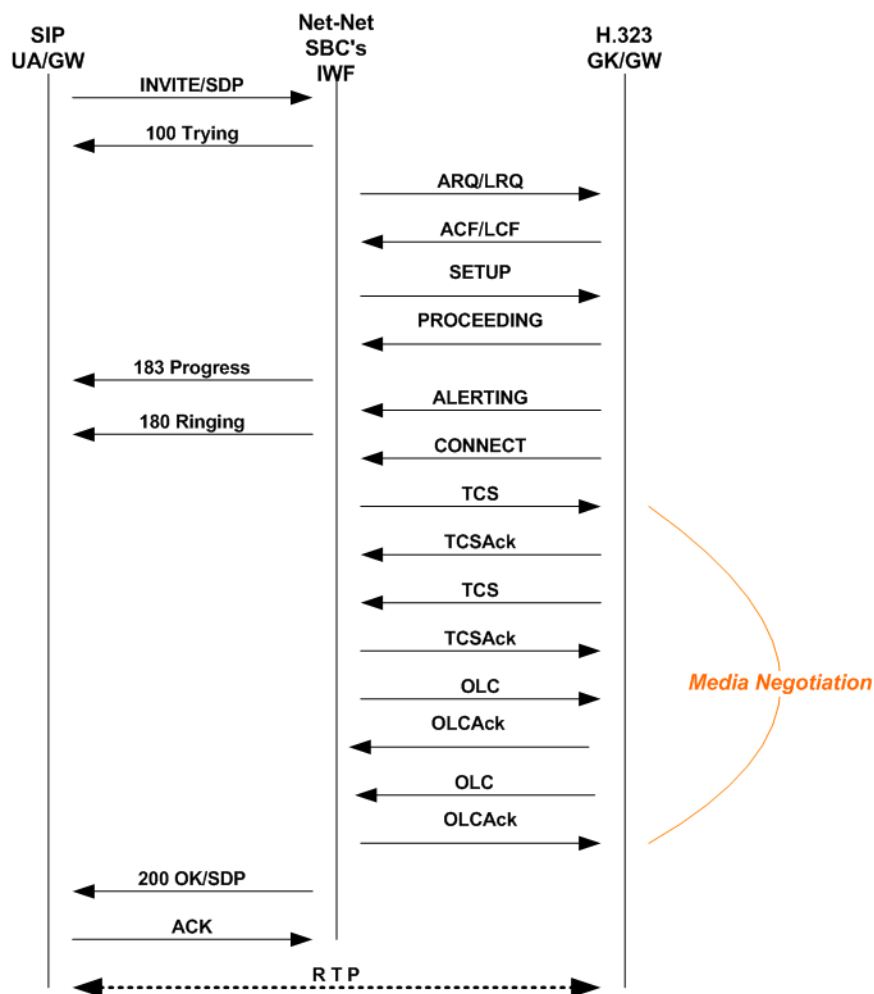 SIP
UA/GW
Net-Net
SBC's
IWF
H.323
GK/GW
INVITE/SDP
100 Trying
ARQ/LRQ
ACF/LCF
SETUP
PROCEEDING
183 Progress
ALERTING
180 Ringing
CONNECT
TCS
TCSAck
TCS
TCSAck
Media Negotiation
OLC
OLCAck
OLC
OLCAck
200 OK/SDP
ACK
R T P